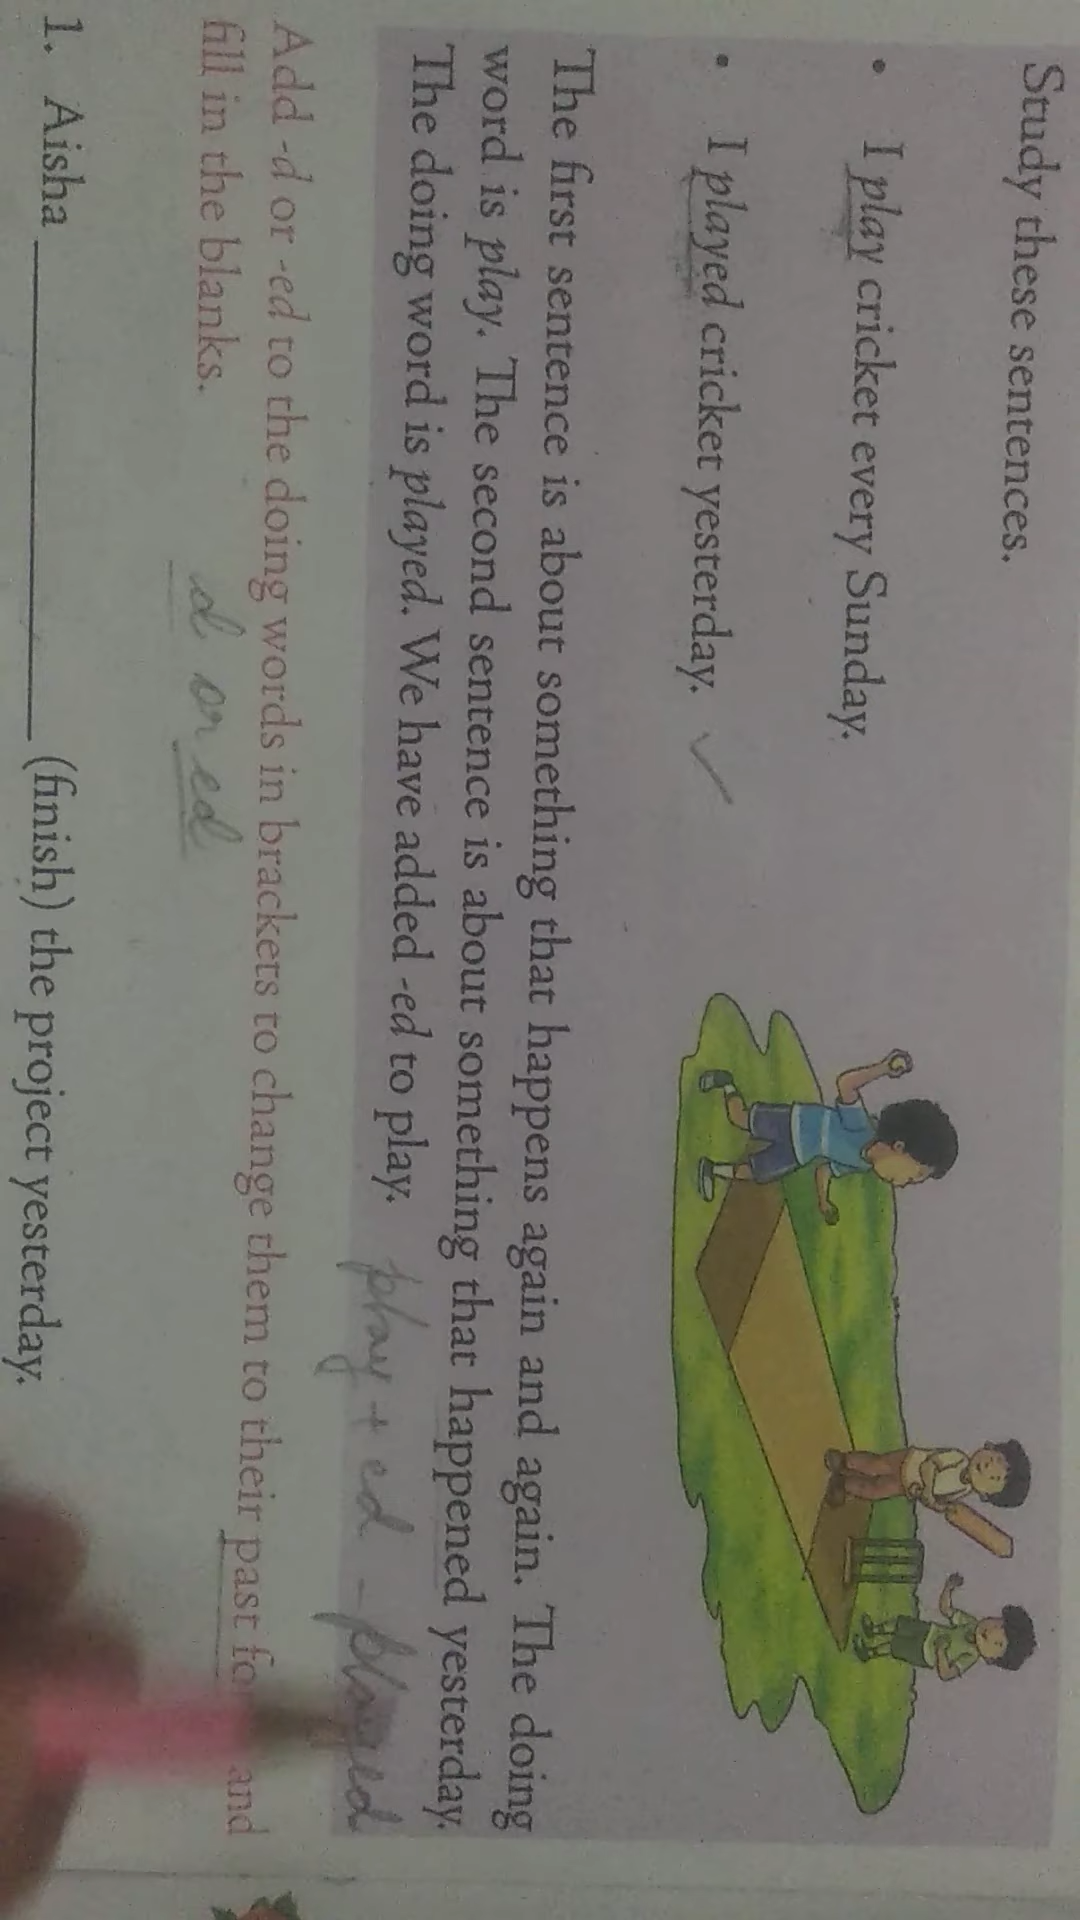 Study these sentences.
• I play cricket every Sunday.
• I played cricket yesterday. ✓
The first sentence is about something that happens again and again. The doing
word is play. The second sentence is about something that happened yesterday.
The doing word is played. We have added -ed to play.
play + ed - played
Add -d or -ed to the doing words in brackets to change them to their past and
fill in the blanks.
d or ed
1. Aisha ____________________ (finish) the project yesterday.